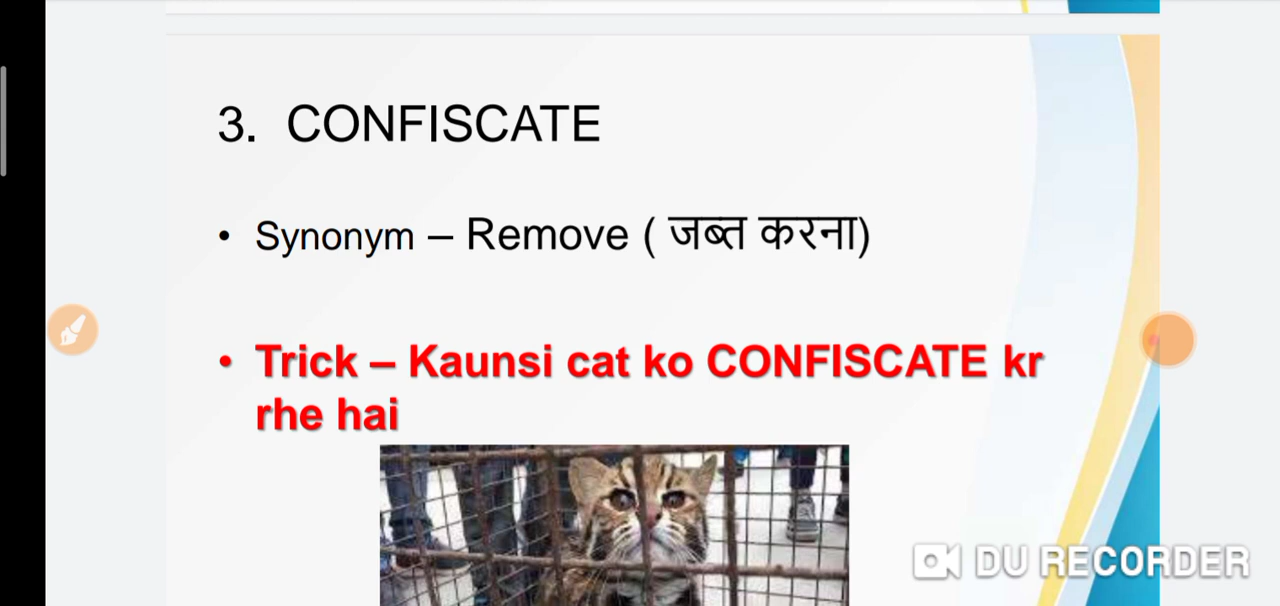 3. CONFISCATE
• Synonym – Remove ( जब्त करना)
• Trick – Kaunsi cat ko CONFISCATE kr
rhe hai
DU RECORDER